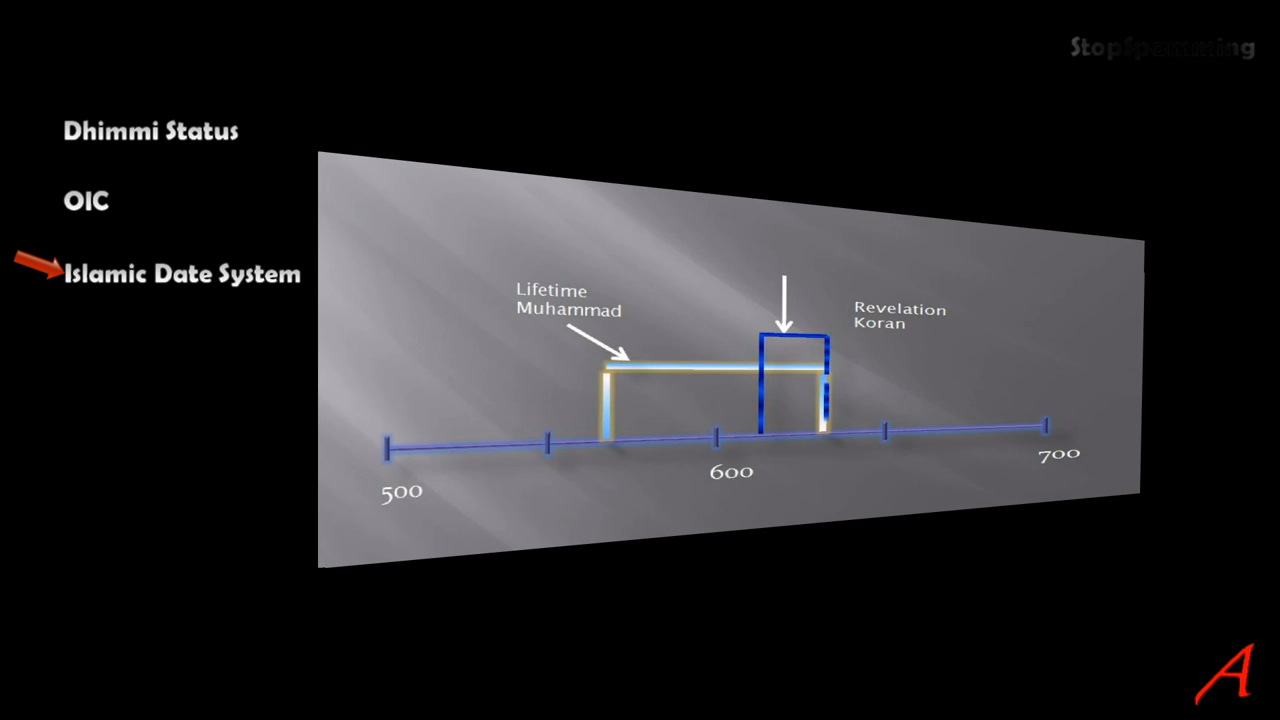 StopSpamming
Dhimmi Status
OIC
Islamic Date System
Lifetime
Muhammad
Revelation
Koran
500
600
700
A